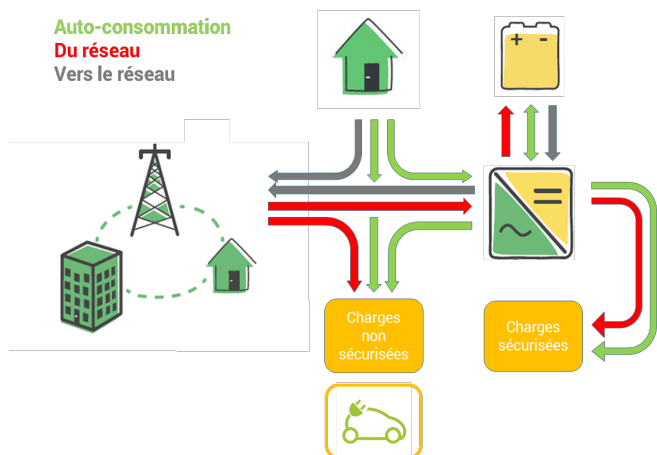 Auto-consommation
Du réseau
Vers le réseau
+ -
Charges
non
sécurisées
Charges
sécurisées